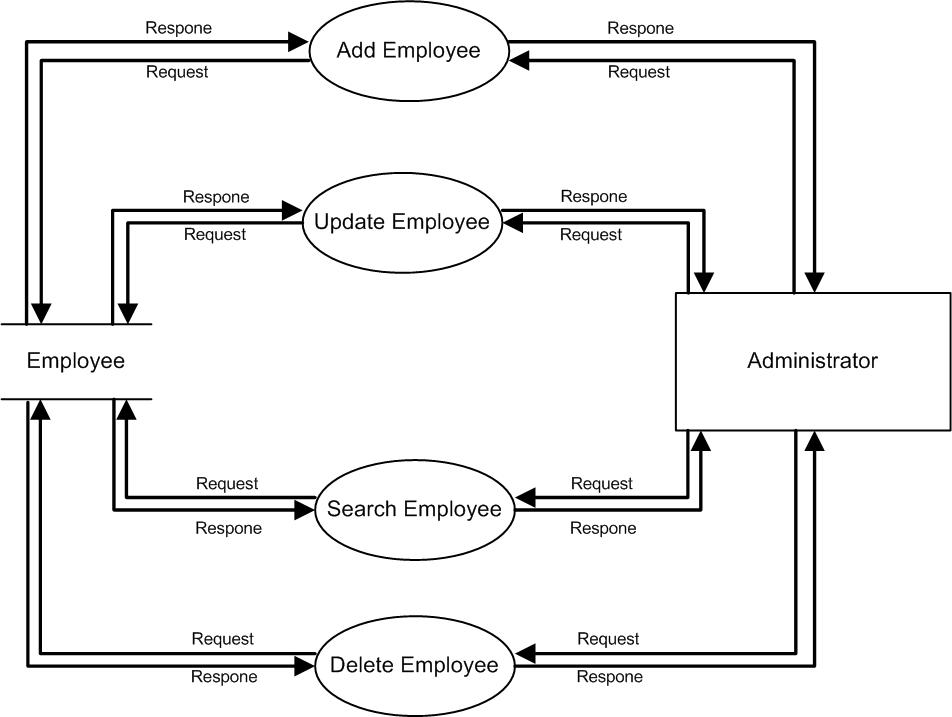 Respone
Add Employee
Respone
Request
Request
Respone
Update Employee
Respone
Request
Request
Employee
Administrator
Request
Search Employee
Request
Respone
Respone
Request
Delete Employee
Request
Respone
Respone